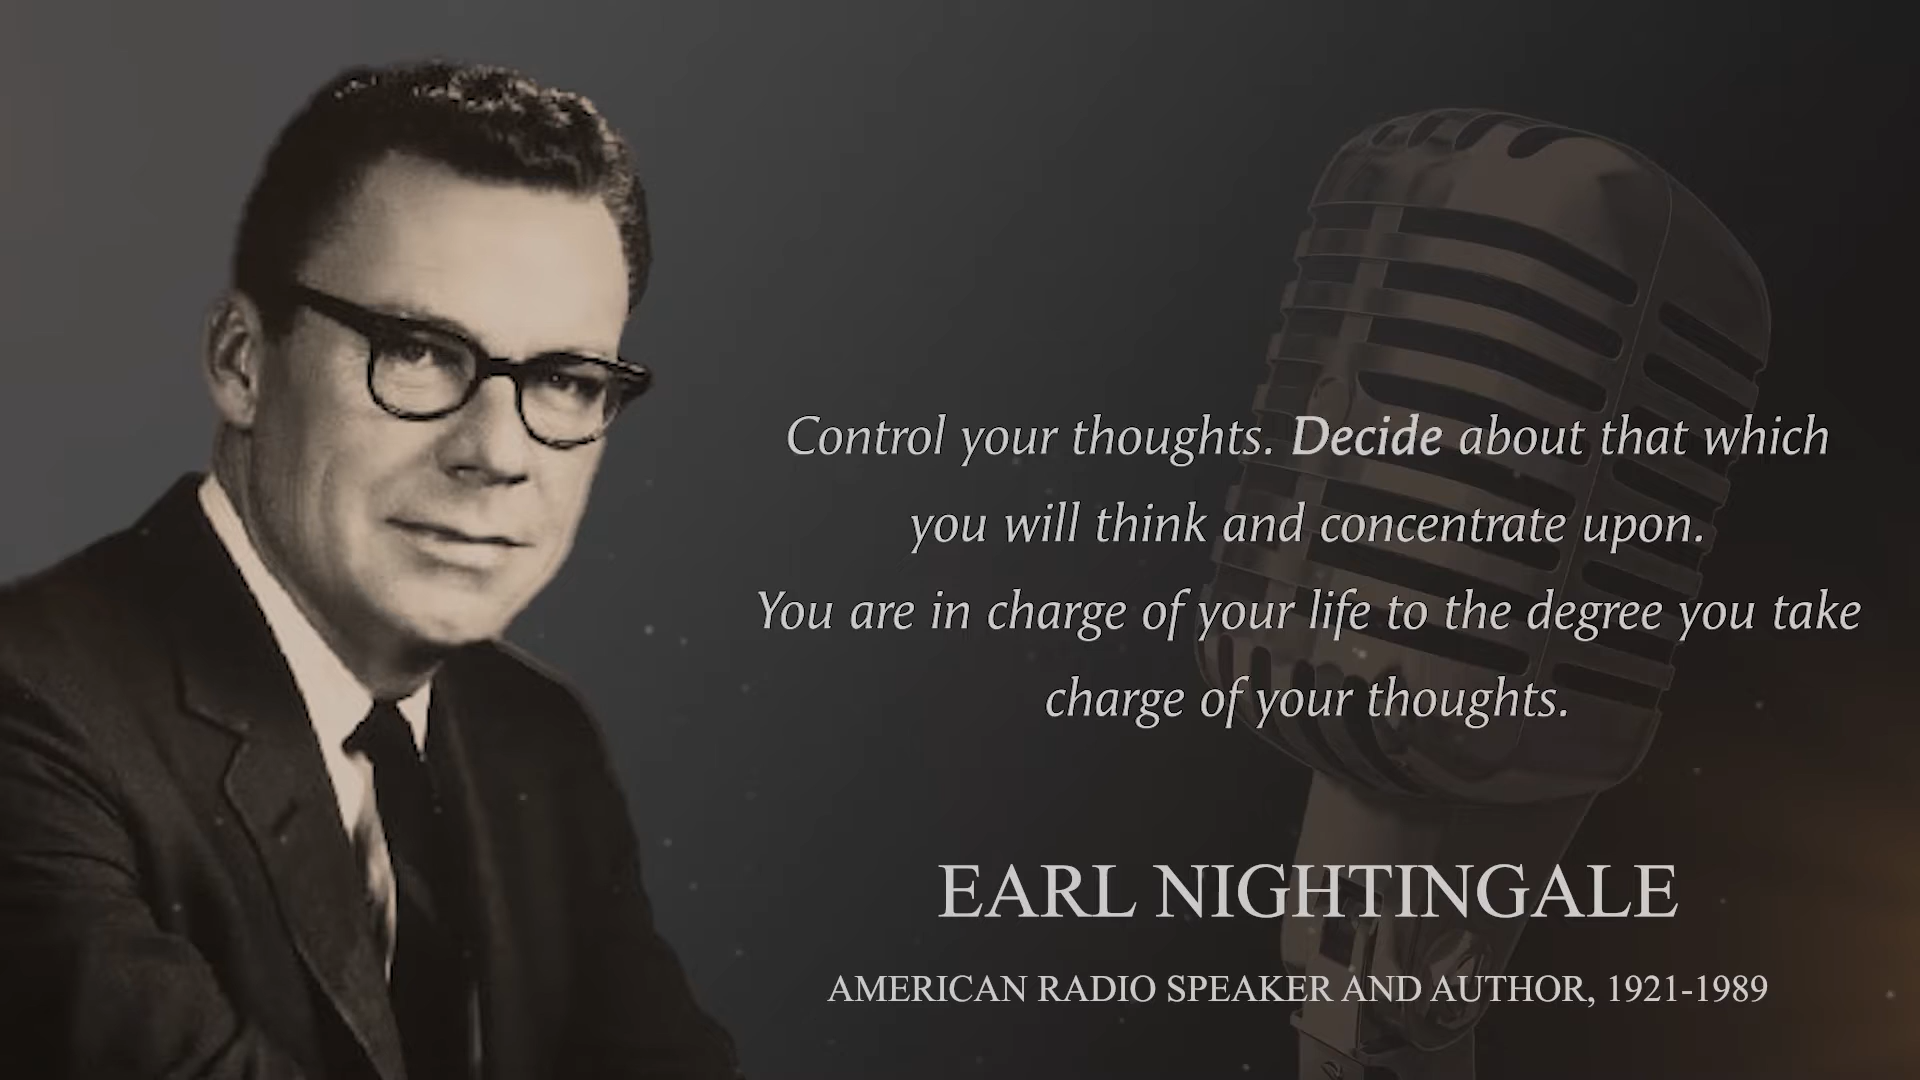 Control your thoughts. Decide about that which
you will think and concentrate upon.
You are in charge of your life to the degree you take
charge of your thoughts.
EARL NIGHTINGALE
AMERICAN RADIO SPEAKER AND AUTHOR, 1921-1989